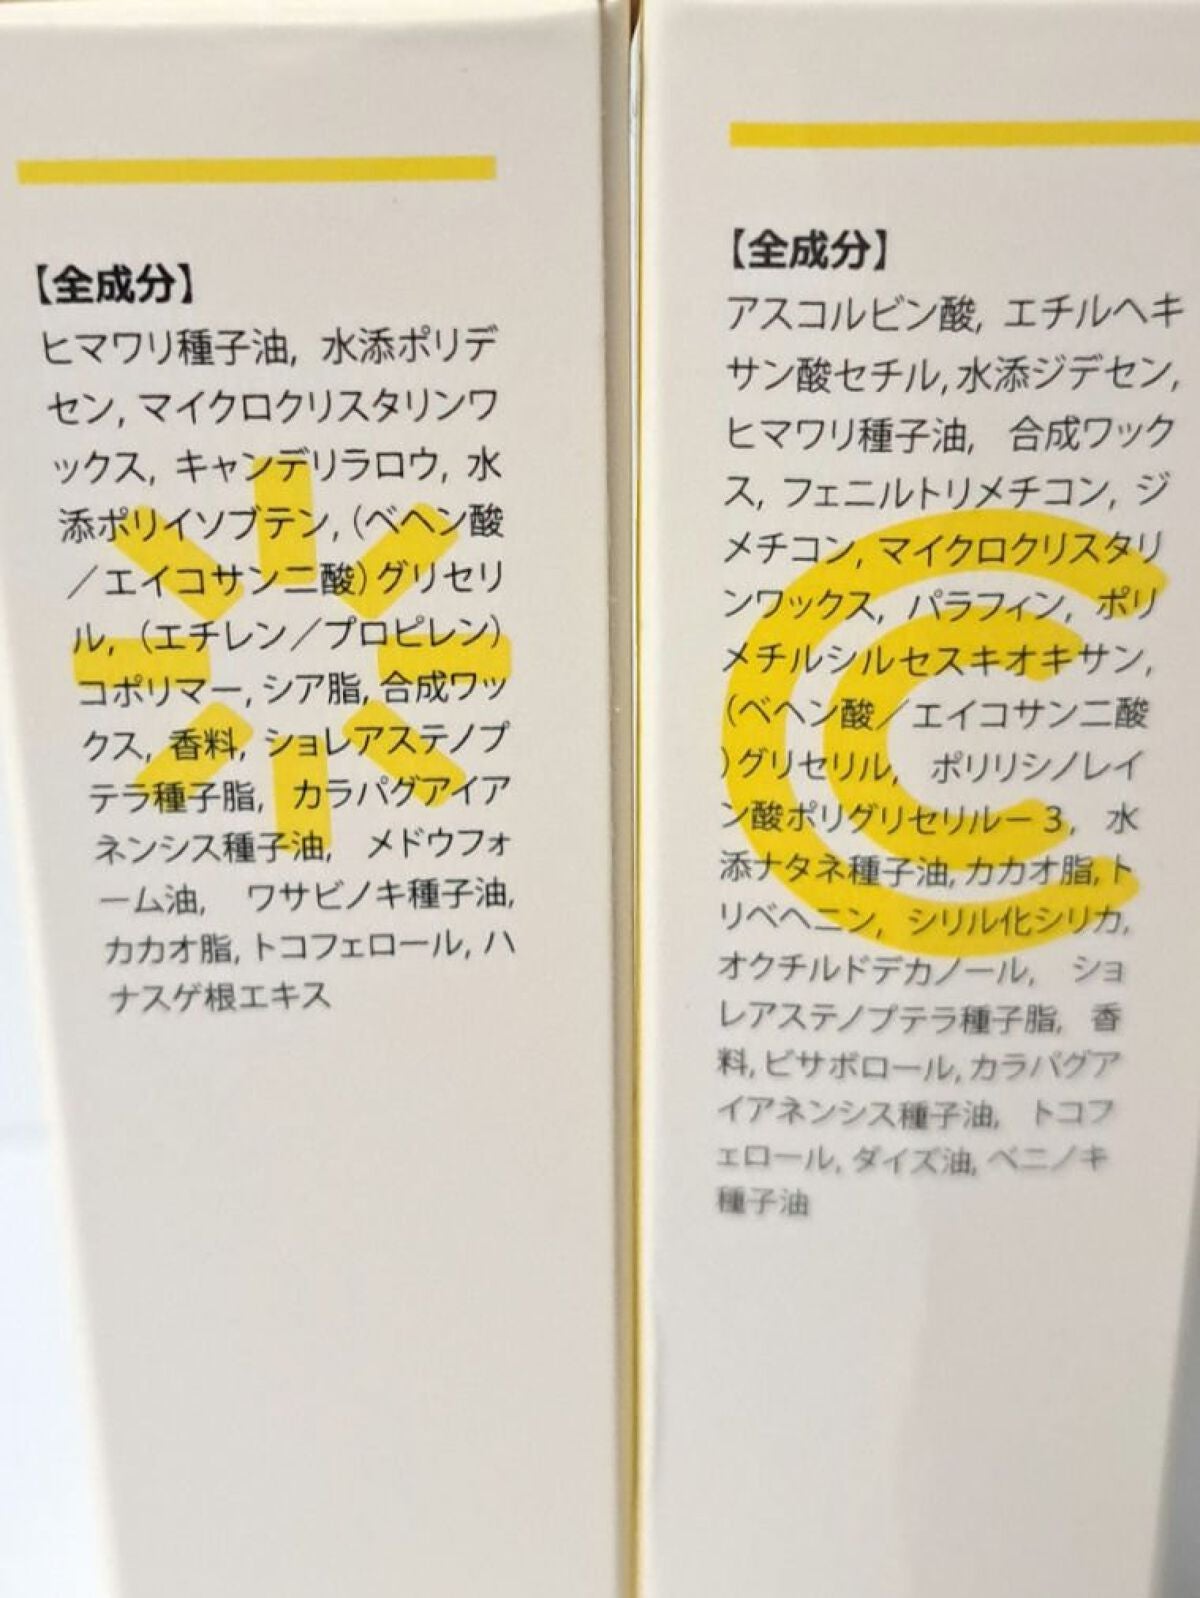 【全成分】
ヒマワリ種子油, 水添ポリデ
セン, マイクロクリスタリンワ
ックス, キャンデリラロウ, 水
添ポリイソブテン, (ベヘン酸
/エイコサン二酸)グリセリ
ル, (エチレン/プロピレン)
コポリマー, シア脂, 合成ワッ
クス, 香料, ショレアステノプ
テラ種子脂, カラパグアイア
ネンシス種子油, メドウフォ
ーム油, ワサビノキ種子油,
カカオ脂, トコフェロール, ハ
ナスゲ根エキス
【全成分】
アスコルビン酸, エチルヘキ
サン酸セチル, 水添ジデセン,
ヒマワリ種子油, 合成ワック
ス, フェニルトリメチコン, ジ
メチコン, マイクロクリスタリ
ンワックス, パラフィン, ポリ
メチルシルセスキオキサン,
(ベヘン酸/エイコサン二酸
)グリセリル, ポリリシノレイ
ン酸ポリグリセリルー3, 水
添ナタネ種子油, カカオ脂, ト
リベヘニン, シリル化シリカ,
オクチルドデカノール, ショ
レアステノプテラ種子脂, 香
料, ビサボロール, カラパグア
イアネンシス種子油, トコフ
ェロール, ダイズ油, ベニノキ
種子油